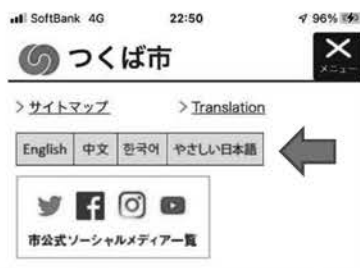 SoftBank 4G 22:50 96%
つくば市
メニュー
> サイトマップ > Translation
English 中文 한국어 やさしい日本語
市公式ソーシャルメディア一覧